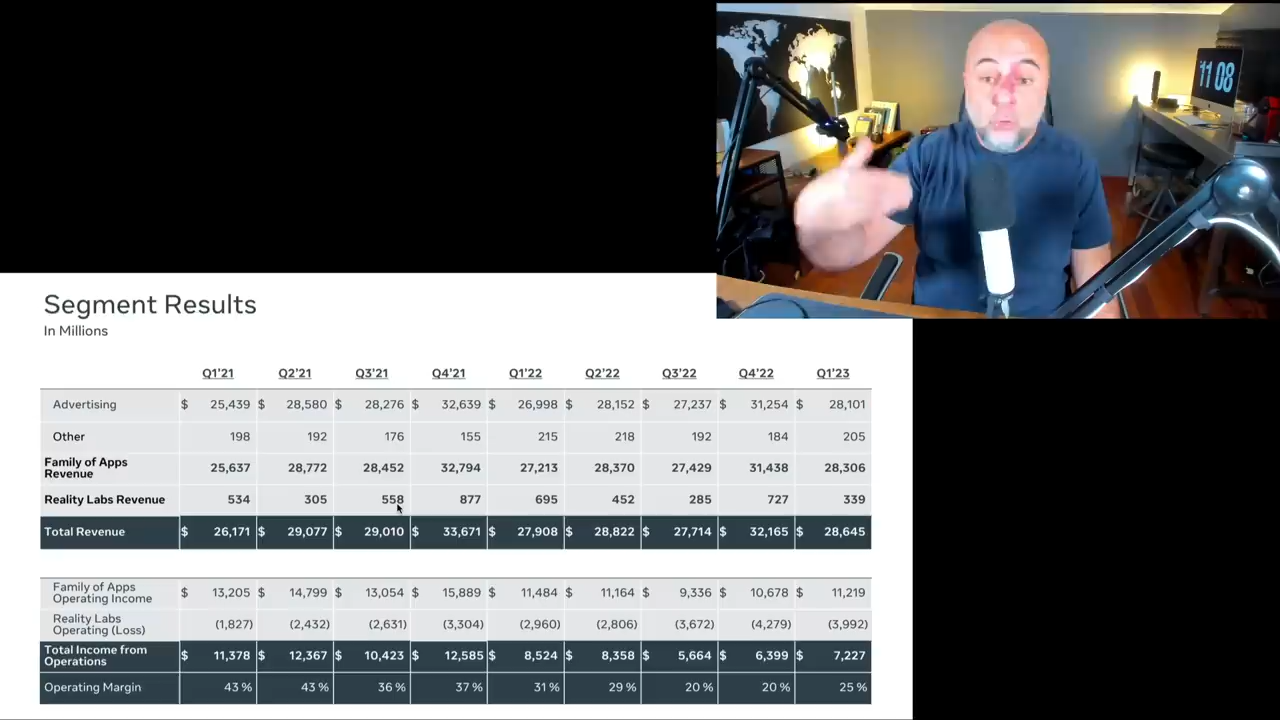 11 08
Segment Results
In Millions
Q1'21 Q2'21 Q3'21 Q4'21 Q1'22 Q2'22 Q3'22 Q4'22 Q1'23
Advertising $ 25,439 $ 28,580 $ 28,276 $ 32,639 $ 26,998 $ 28,152 $ 27,237 $ 31,254 $ 28,101
Other 198 192 176 155 215 218 192 184 205
Family of Apps
Revenue 25,637 28,772 28,452 32,794 27,213 28,370 27,429 31,438 28,306
Reality Labs Revenue 534 305 558 877 695 452 285 727 339
Total Revenue $ 26,171 $ 29,077 $ 29,010 $ 33,671 $ 27,908 $ 28,822 $ 27,714 $ 32,165 $ 28,645
Family of Apps
Operating Income $ 13,205 $ 14,799 $ 13,054 $ 15,889 $ 11,484 $ 11,164 $ 9,336 $ 10,678 $ 11,219
Reality Labs
Operating (Loss) (1,827) (2,432) (2,631) (3,304) (2,960) (2,806) (3,672) (4,279) (3,992)
Total Income from
Operations $ 11,378 $ 12,367 $ 10,423 $ 12,585 $ 8,524 $ 8,358 $ 5,664 $ 6,399 $ 7,227
Operating Margin 43 % 43 % 36 % 37 % 31 % 29 % 20 % 20 % 25 %